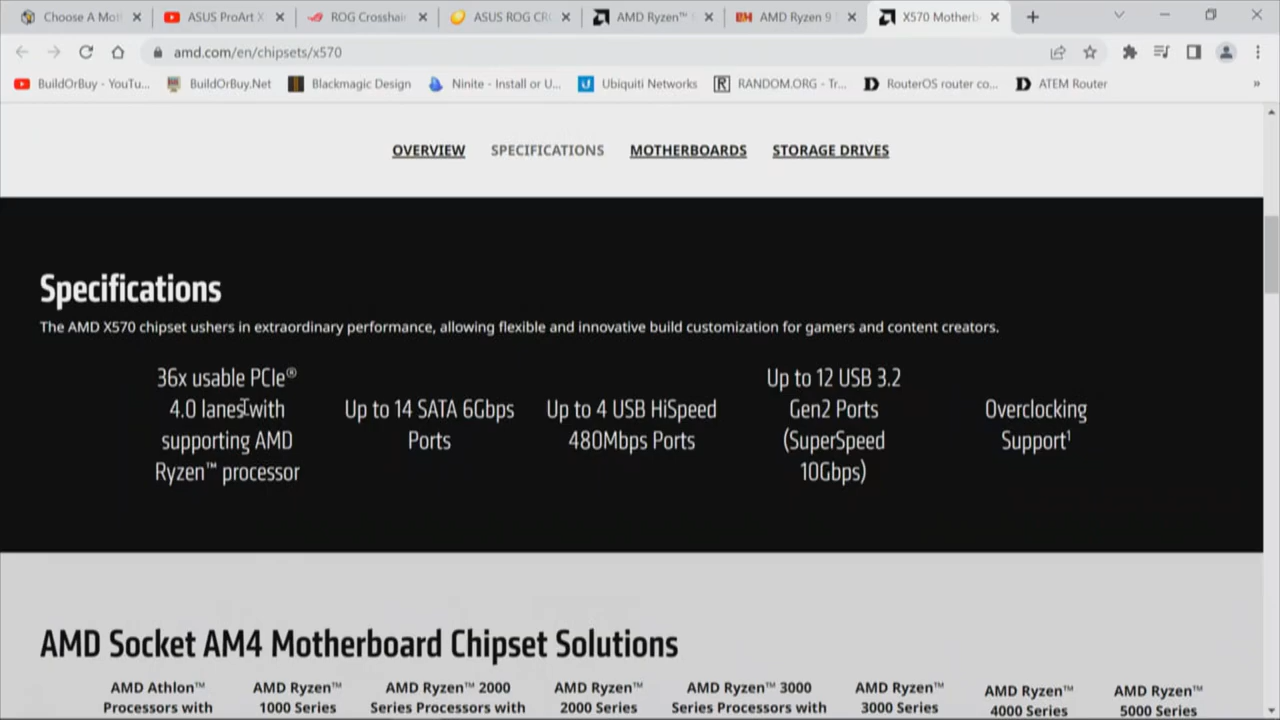 Choose A Mot
ASUS ProArt X
ROG Crosshair
ASUS ROG CR
AMD Ryzen™
AMD Ryzen 9
X570 Motherb
amd.com/en/chipsets/x570
BuildOrBuy - YouTu...
BuildOrBuy.Net
Blackmagic Design
Ninite - Install or U...
Ubiquiti Networks
RANDOM.ORG - Tr...
RouterOS router co...
ATEM Router
»
OVERVIEW
SPECIFICATIONS
MOTHERBOARDS
STORAGE DRIVES
Specifications
The AMD X570 chipset ushers in extraordinary performance, allowing flexible and innovative build customization for gamers and content creators.
36x usable PCIe®
4.0 lanes with
supporting AMD
Ryzen™ processor
Up to 14 SATA 6Gbps
Ports
Up to 4 USB HiSpeed
480Mbps Ports
Up to 12 USB 3.2
Gen2 Ports
(SuperSpeed
10Gbps)
Overclocking
Support¹
AMD Socket AM4 Motherboard Chipset Solutions
AMD Athlon™
Processors with
AMD Ryzen™
1000 Series
AMD Ryzen™ 2000
Series Processors with
AMD Ryzen™
2000 Series
AMD Ryzen™ 3000
Series Processors with
AMD Ryzen™
3000 Series
AMD Ryzen™
4000 Series
AMD Ryzen™
5000 Series